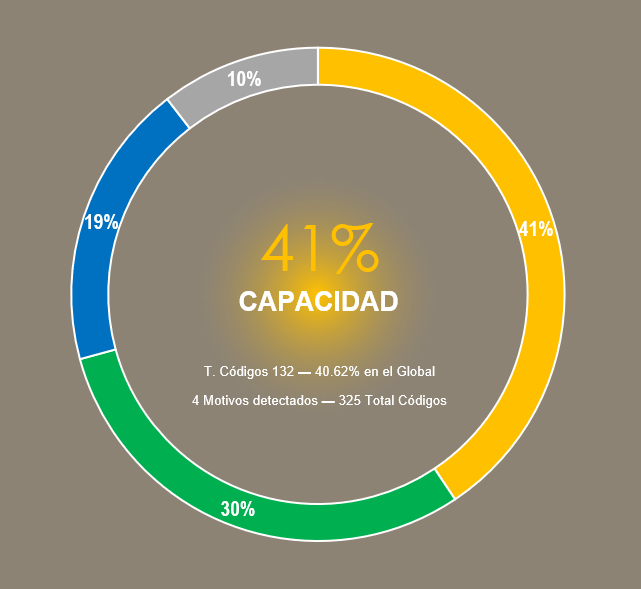 10%
19%
41%
41%
CAPACIDAD
T. Códigos 132 — 40.62% en el Global
4 Motivos detectados — 325 Total Códigos
30%